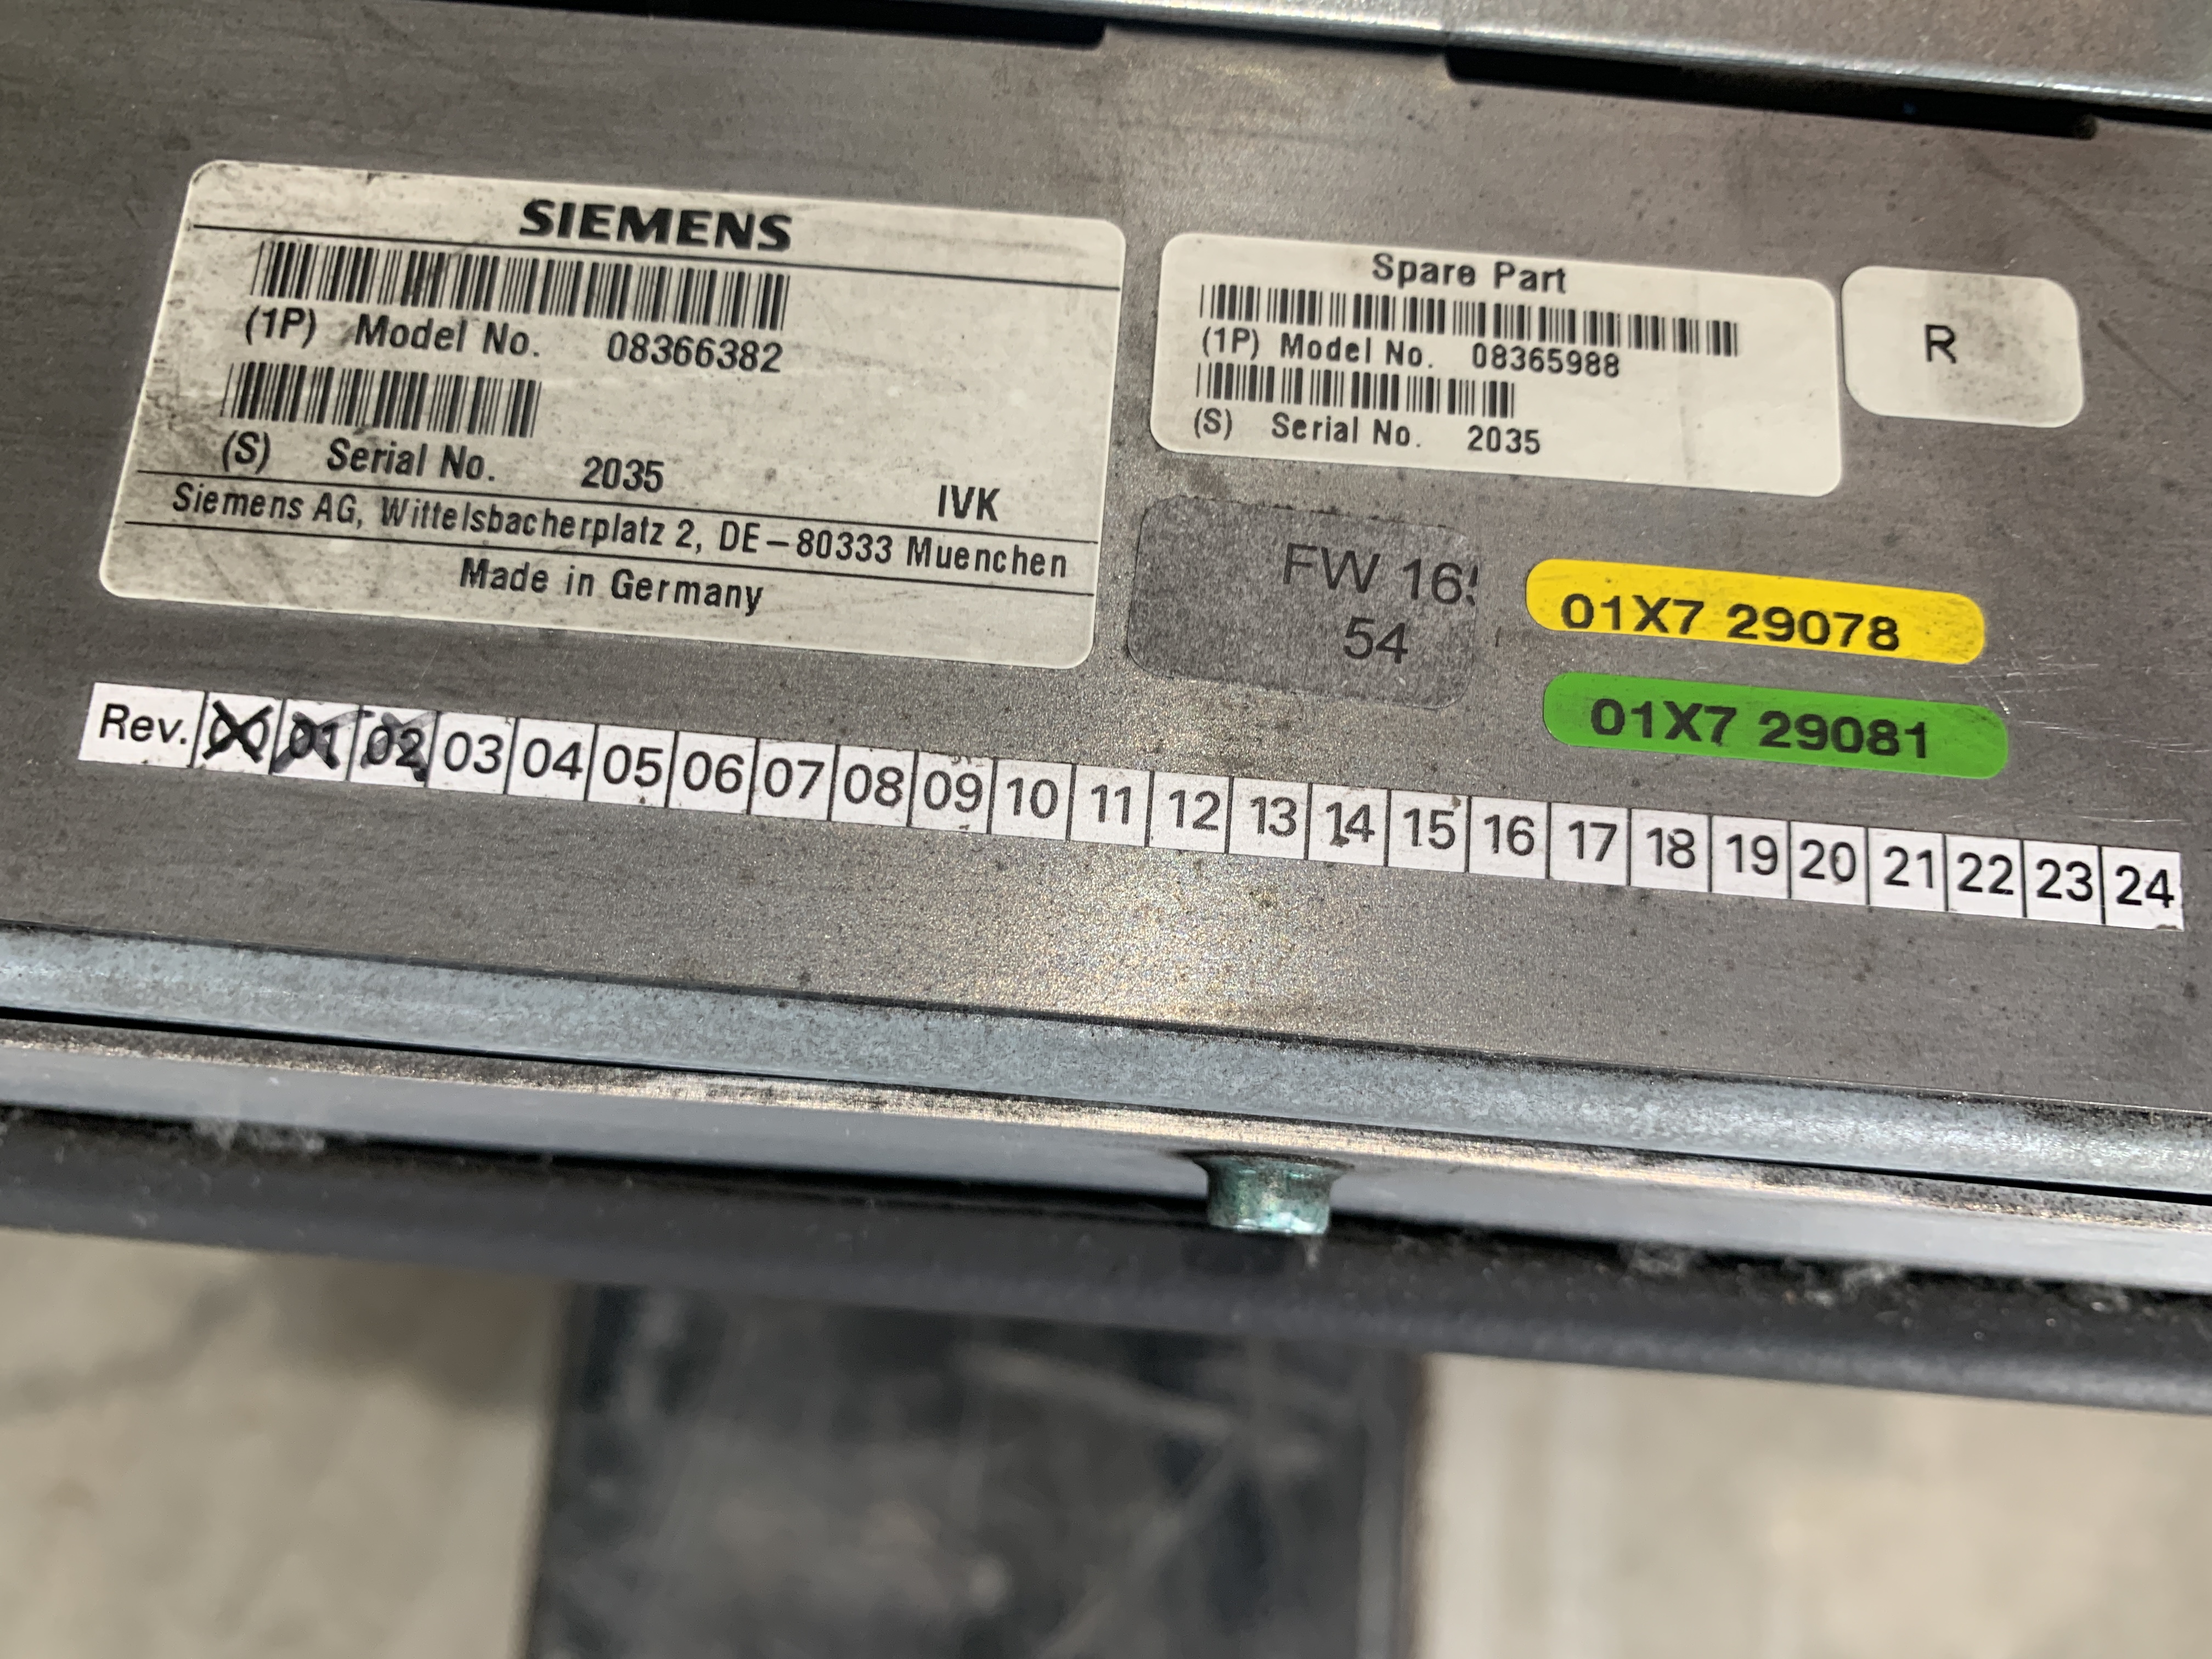 SIEMENS
(1P) Model No. 08366382
(S) Serial No. 2035
IVK
Siemens AG, Wittelsbacherplatz 2, DE-80333 Muenchen
Made in Germany
Spare Part
(1P) Model No. 08365988
(S) Serial No. 2035
R
FW
54
01X7 29078
01X7 29081
Rev. 00 01 02 03 04 05 06 07 08 09 10 11 12 13 14 15 16 17 18 19 20 21 22 23 24